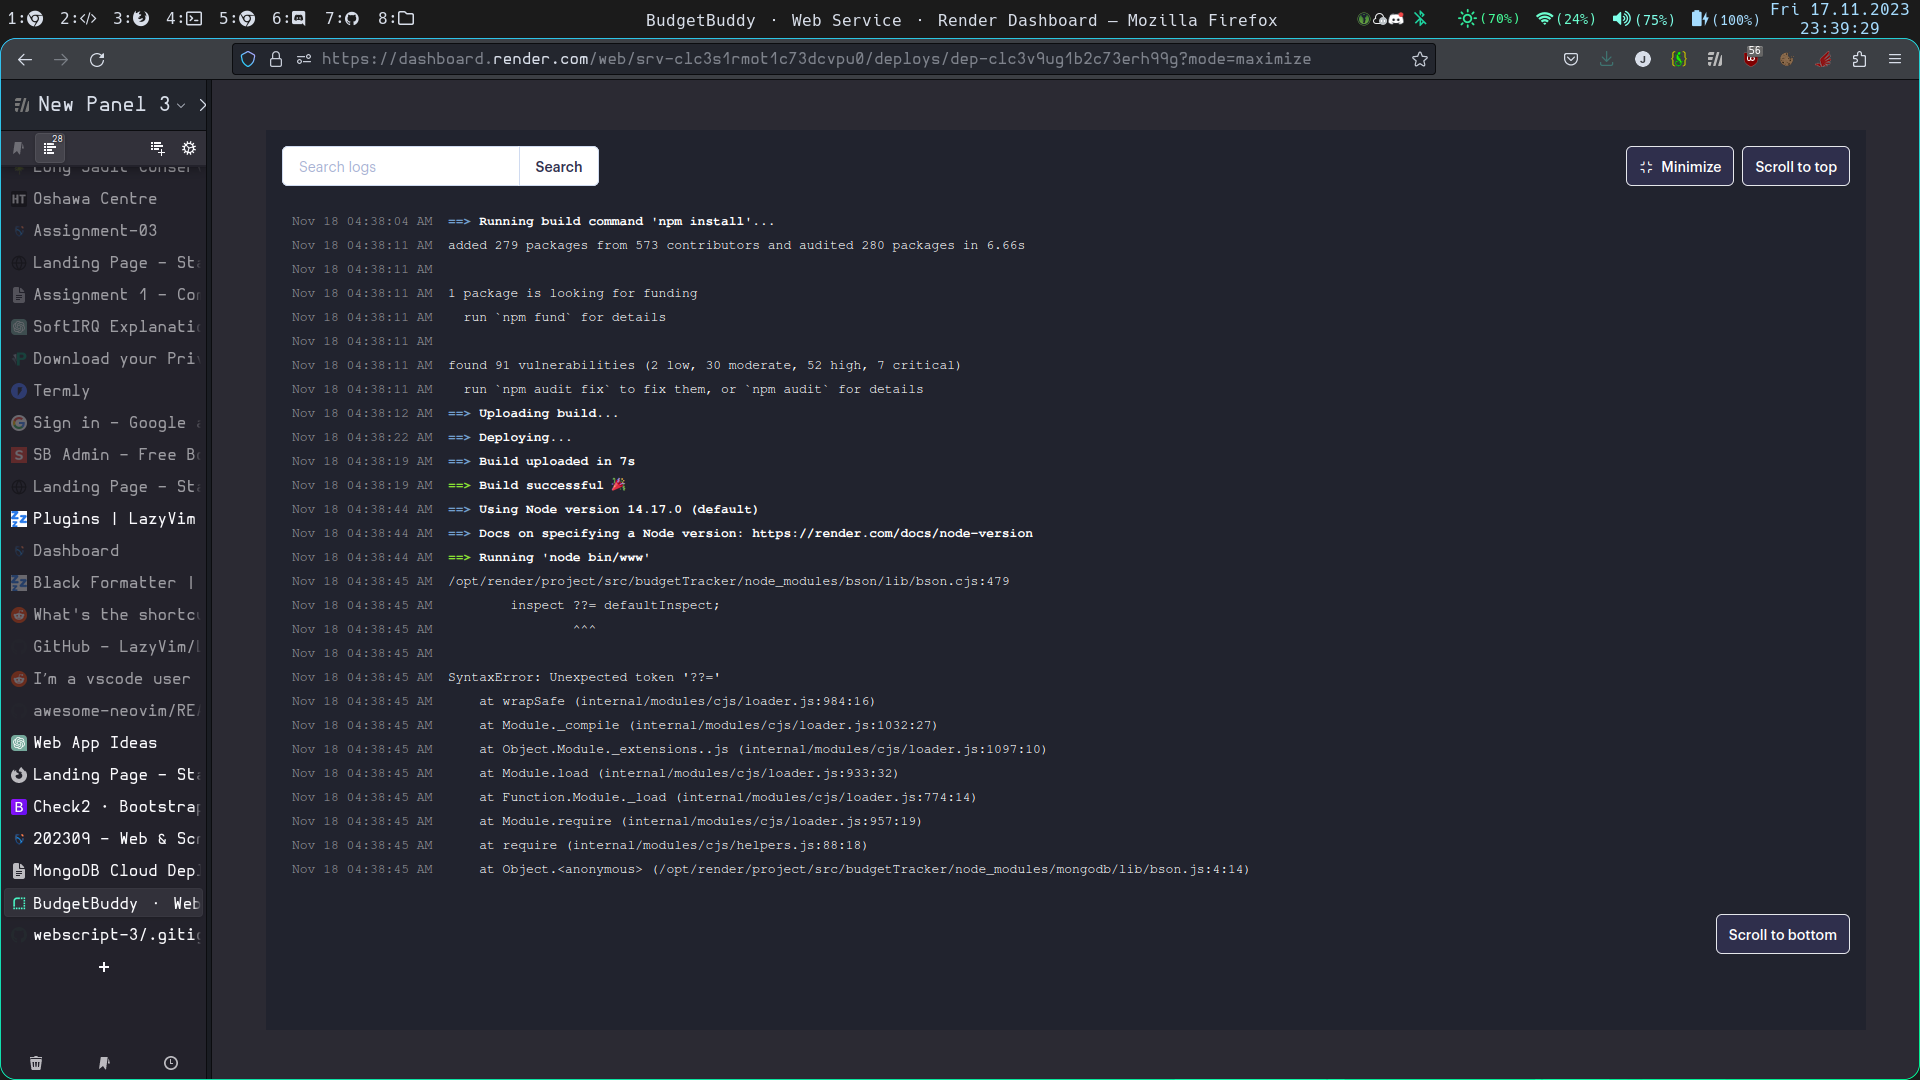 1: 2:</> 3: 4: 5: 6: 7: 8:
BudgetBuddy · Web Service · Render Dashboard — Mozilla Firefox
(70%) (24%) (75%) (100%)
Fri 17.11.2023
23:39:29
https://dashboard.render.com/web/srv-clc3s1rmot1c73dcvpu0/deploys/dep-clc3v9ug1b2c73erh99g?mode=maximize
56
New Panel 3
28
Long Sault Conser
Oshawa Centre
Assignment-03
Landing Page - Sta
Assignment 1 - Co
SoftIRQ Explanati
Download your Pri
Termly
Sign in - Google a
SB Admin - Free Bo
Landing Page - Sta
Plugins | LazyVim
Dashboard
Black Formatter |
What's the shortc
GitHub - LazyVim/
I'm a vscode user
awesome-neovim/REA
Web App Ideas
Landing Page - Sta
Check2 · Bootstrap
202309 - Web & Scr
MongoDB Cloud Dep
BudgetBuddy · Web
webscript-3/.gitig
Search logs
Search
Minimize
Scroll to top
Nov 18 04:38:04 AM ==> Running build command 'npm install'...
Nov 18 04:38:11 AM added 279 packages from 573 contributors and audited 280 packages in 6.66s
Nov 18 04:38:11 AM
Nov 18 04:38:11 AM 1 package is looking for funding
Nov 18 04:38:11 AM run `npm fund` for details
Nov 18 04:38:11 AM
Nov 18 04:38:11 AM found 91 vulnerabilities (2 low, 30 moderate, 52 high, 7 critical)
Nov 18 04:38:11 AM run `npm audit fix` to fix them, or `npm audit` for details
Nov 18 04:38:12 AM ==> Uploading build...
Nov 18 04:38:22 AM ==> Deploying...
Nov 18 04:38:19 AM ==> Build uploaded in 7s
Nov 18 04:38:19 AM ==> Build successful 🎉
Nov 18 04:38:44 AM ==> Using Node version 14.17.0 (default)
Nov 18 04:38:44 AM ==> Docs on specifying a Node version: https://render.com/docs/node-version
Nov 18 04:38:44 AM ==> Running 'node bin/www'
Nov 18 04:38:45 AM /opt/render/project/src/budgetTracker/node_modules/bson/lib/bson.cjs:479
Nov 18 04:38:45 AM inspect ??= defaultInspect;
Nov 18 04:38:45 AM ^^^
Nov 18 04:38:45 AM
Nov 18 04:38:45 AM SyntaxError: Unexpected token '??='
Nov 18 04:38:45 AM at wrapSafe (internal/modules/cjs/loader.js:984:16)
Nov 18 04:38:45 AM at Module._compile (internal/modules/cjs/loader.js:1032:27)
Nov 18 04:38:45 AM at Object.Module._extensions..js (internal/modules/cjs/loader.js:1097:10)
Nov 18 04:38:45 AM at Module.load (internal/modules/cjs/loader.js:933:32)
Nov 18 04:38:45 AM at Function.Module._load (internal/modules/cjs/loader.js:774:14)
Nov 18 04:38:45 AM at Module.require (internal/modules/cjs/loader.js:957:19)
Nov 18 04:38:45 AM at require (internal/modules/cjs/helpers.js:88:18)
Nov 18 04:38:45 AM at Object.<anonymous> (/opt/render/project/src/budgetTracker/node_modules/mongodb/lib/bson.js:4:14)
Scroll to bottom